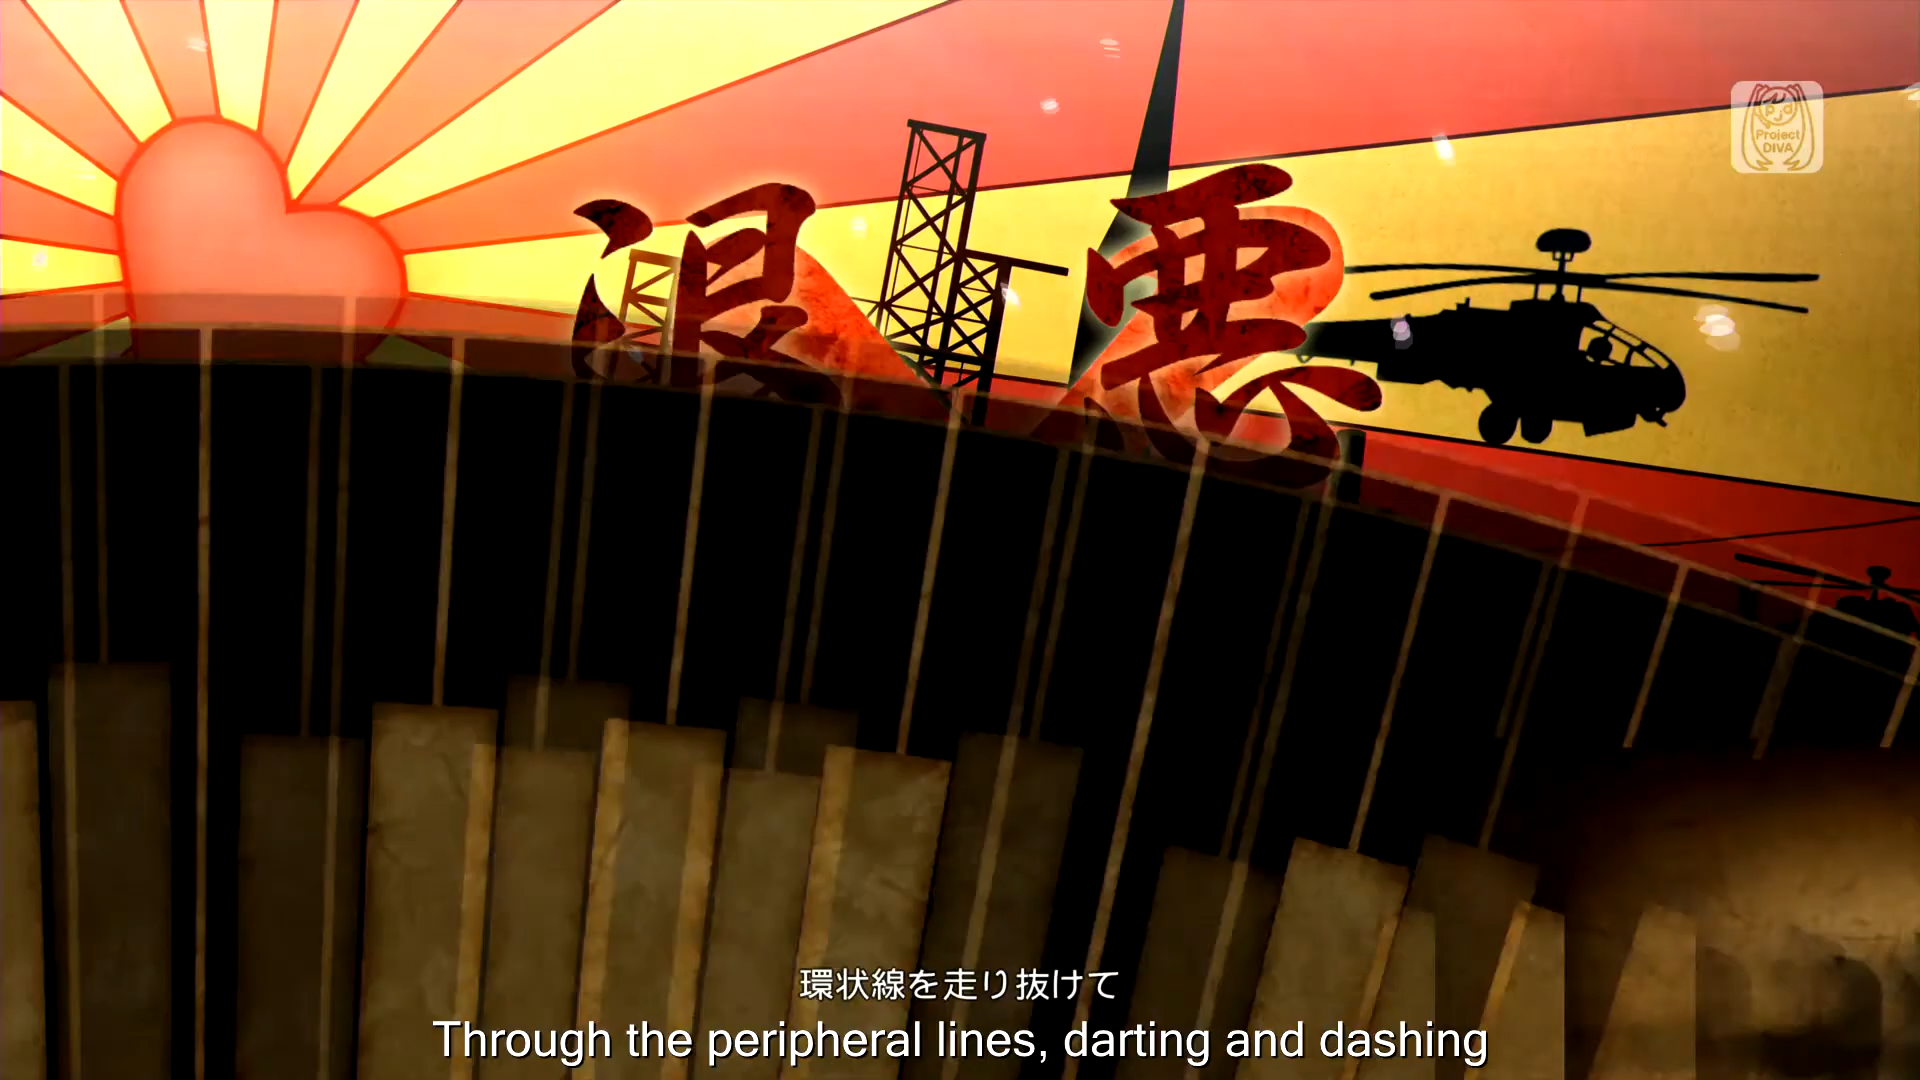 悪
退
Project
DIVA
環状線を走り抜けて
Through the peripheral lines, darting and dashing